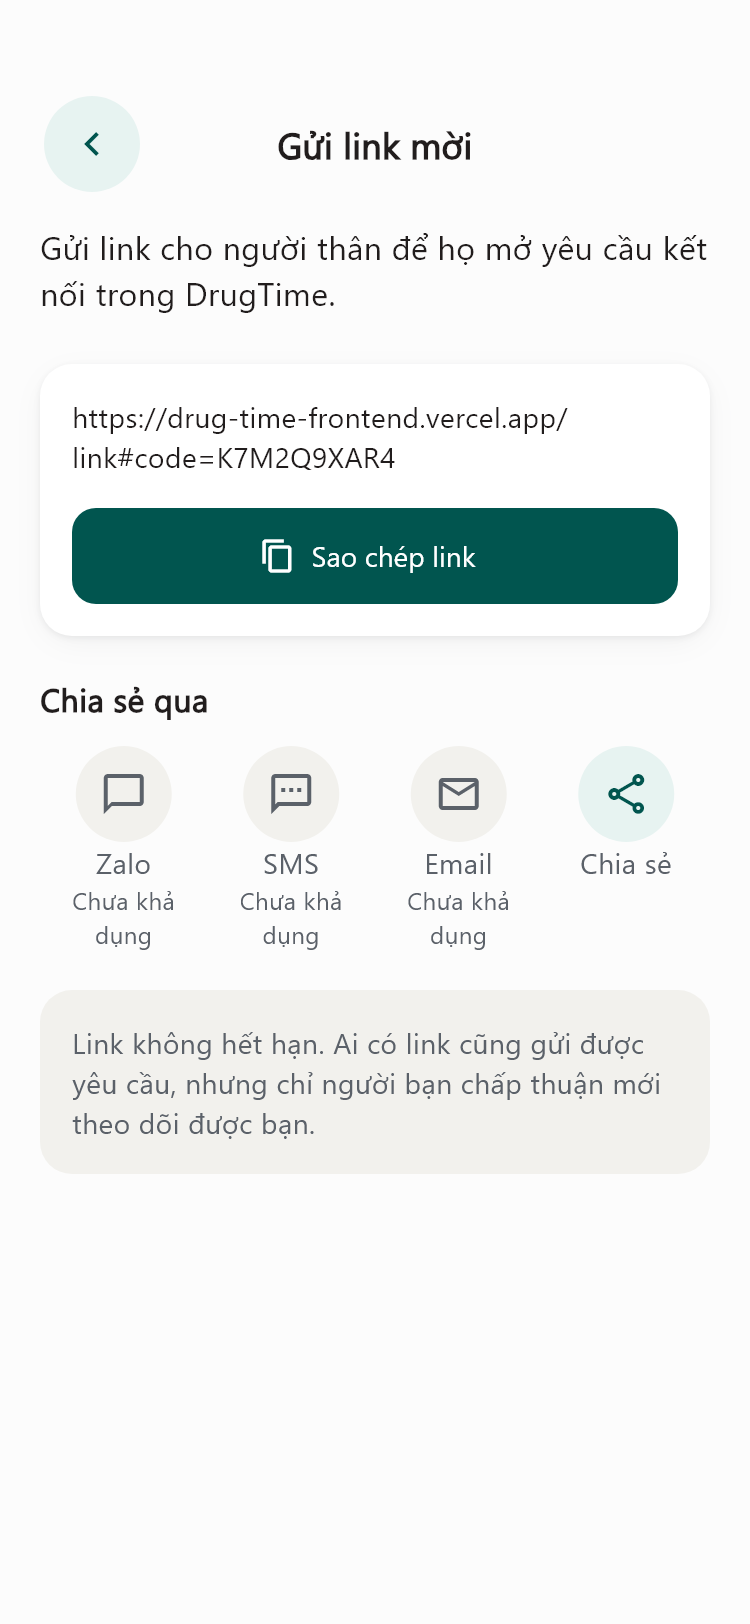 Gửi link mời
Gửi link cho người thân để họ mở yêu cầu kết
nối trong DrugTime.
https://drug-time-frontend.vercel.app/
link#code=K7M2Q9XAR4
Sao chép link
Chia sẻ qua
Zalo
Chưa khả
dụng
SMS
Chưa khả
dụng
Email
Chưa khả
dụng
Chia sẻ
Link không hết hạn. Ai có link cũng gửi được
yêu cầu, nhưng chỉ người bạn chấp thuận mới
theo dõi được bạn.